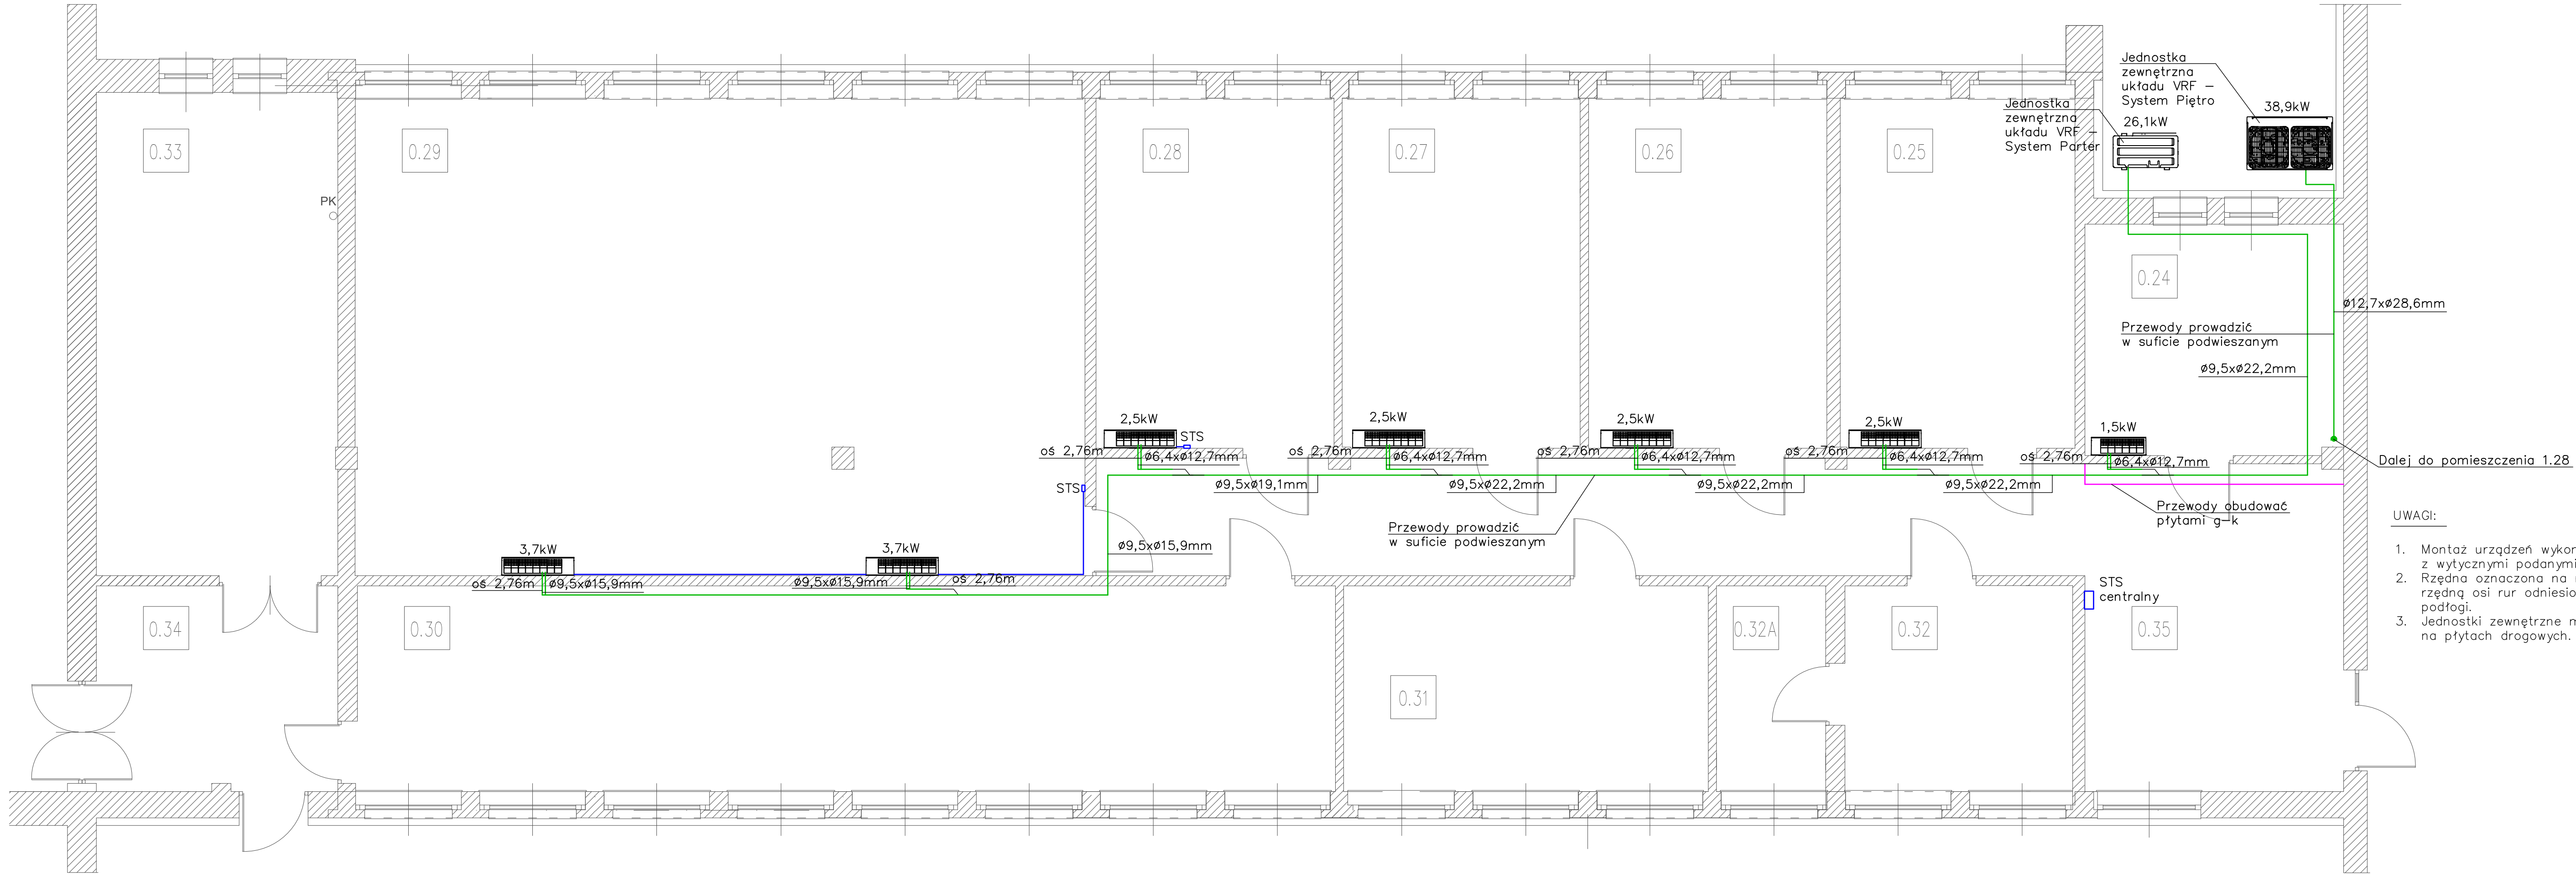 Jednostka
zewnętrzna
układu VRF –
System Piętro
38,9kW
Jednostka
zewnętrzna
układu VRF –
System Parter
26,1kW
0.33
0.29
0.28
0.27
0.26
0.25
PK
0.24
ø12,7xø28,6mm
Przewody prowadzić
w suficie podwieszanym
ø9,5xø22,2mm
2,5kW
STS
oś 2,76m
ø6,4xø12,7mm
2,5kW
oś 2,76m
ø6,4xø12,7mm
2,5kW
oś 2,76m
ø6,4xø12,7mm
2,5kW
oś 2,76m
ø6,4xø12,7mm
1,5kW
oś 2,76m
ø6,4xø12,7mm
Dalej do pomieszczenia 1.28
STS
ø9,5xø19,1mm
ø9,5xø22,2mm
ø9,5xø22,2mm
ø9,5xø22,2mm
Przewody obudować
płytami g–k
Przewody prowadzić
w suficie podwieszanym
ø9,5xø15,9mm
3,7kW
oś 2,76m
ø9,5xø15,9mm
3,7kW
ø9,5xø15,9mm
oś 2,76m
STS
centralny
0.34
0.30
0.31
0.32A
0.32
0.35
UWAGI:
1. Montaż urządzeń
z wytycznymi podanymi
2. Rzędna oznaczona na
rzędną osi rur
podłogi.
3. Jednostki zewnętrzne
na płytach drogowych.